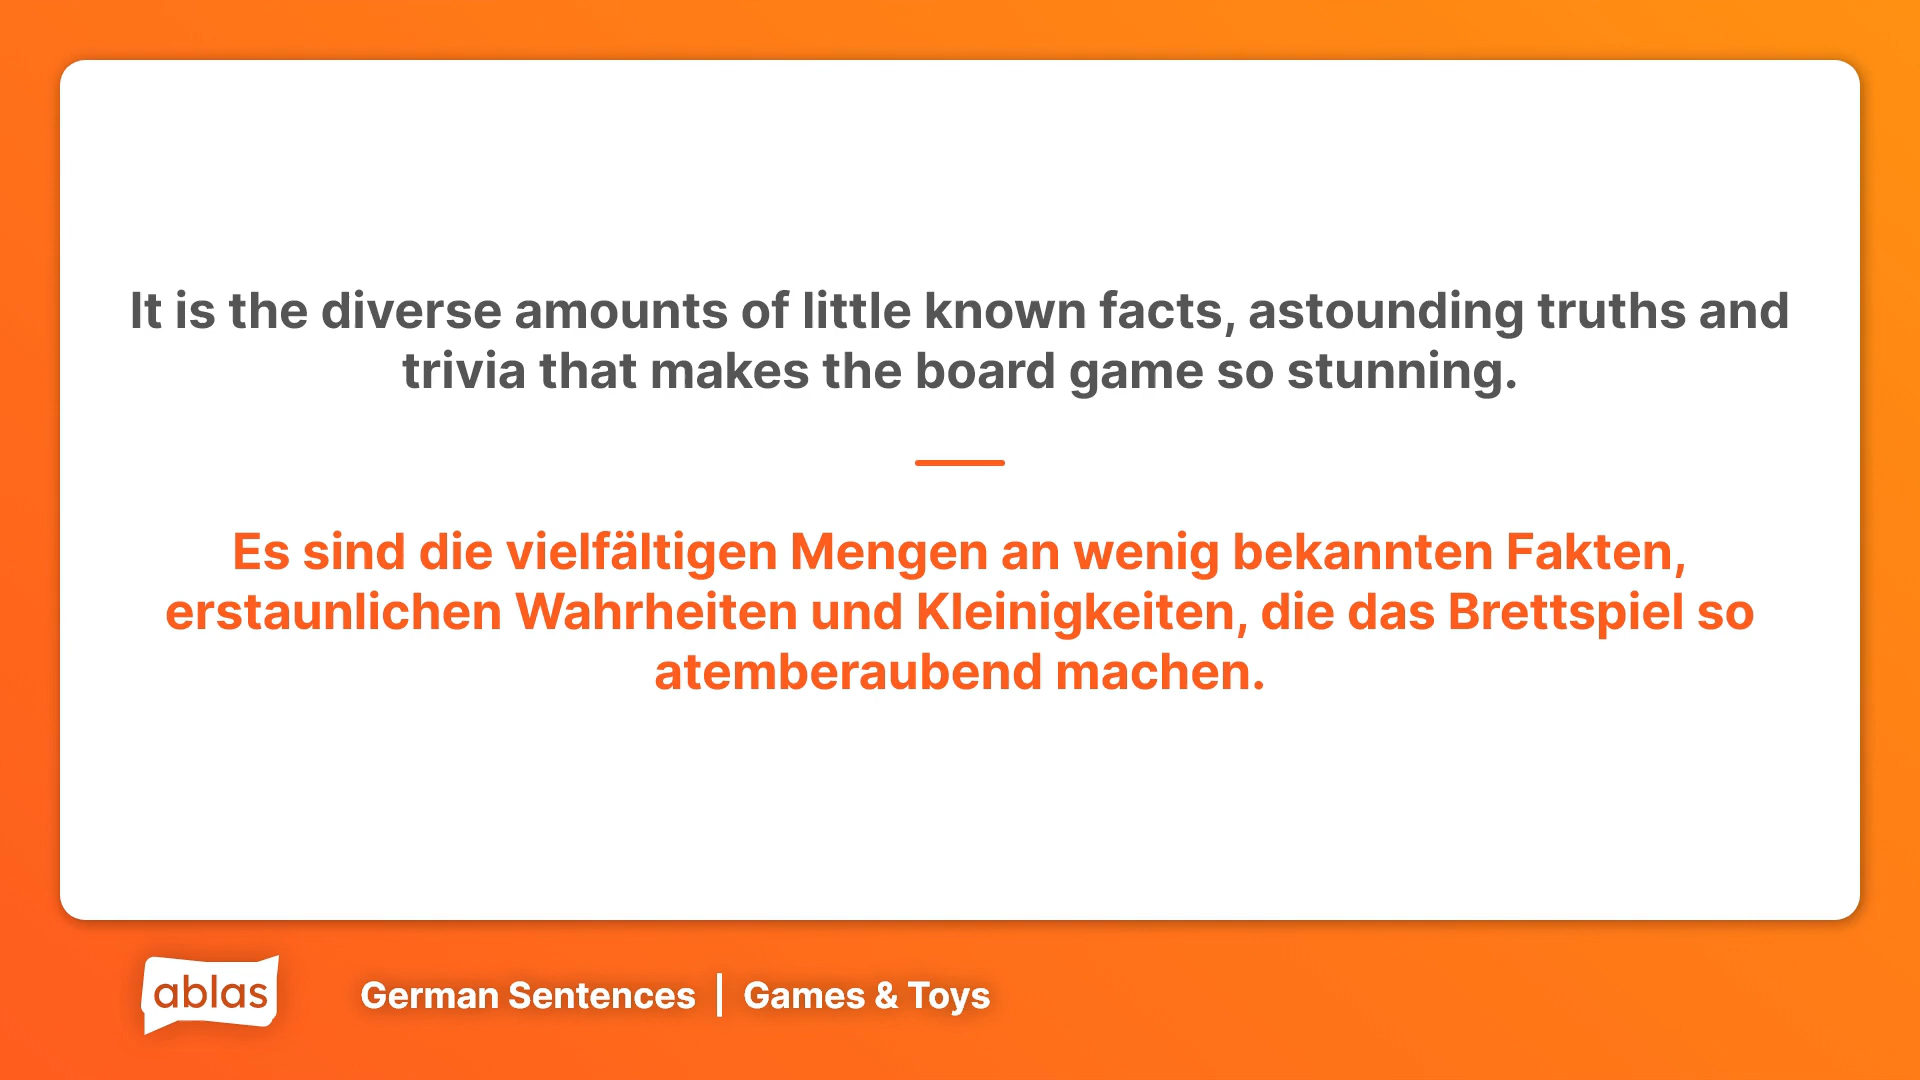 It is the diverse amounts of little known facts, astounding truths and
trivia that makes the board game so stunning.
Es sind die vielfältigen Mengen an wenig bekannten Fakten,
erstaunlichen Wahrheiten und Kleinigkeiten, die das Brettspiel so
atemberaubend machen.
ablas
German Sentences | Games & Toys